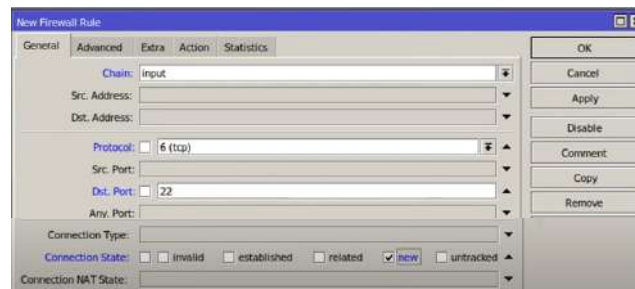 New Firewall Rule
General Advanced Extra Action Statistics
OK
Chain: input
Cancel
Src. Address:
Apply
Dst. Address:
Disable
Protocol: 6 (tcp)
Comment
Src. Port:
Copy
Dst. Port: 22
Remove
Any. Port:
Connection Type:
Connection State: invalid established related new untracked
Connection NAT State: